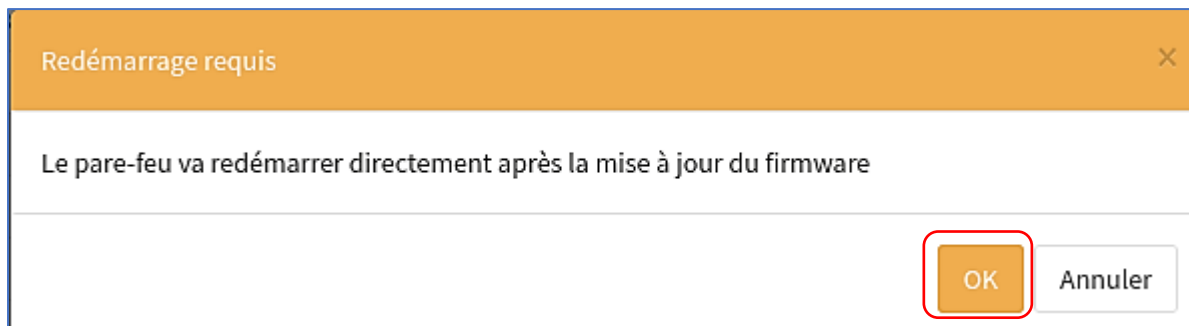 Redémarrage requis
Le pare-feu va redémarrer directement après la mise à jour du firmware
OK
Annuler